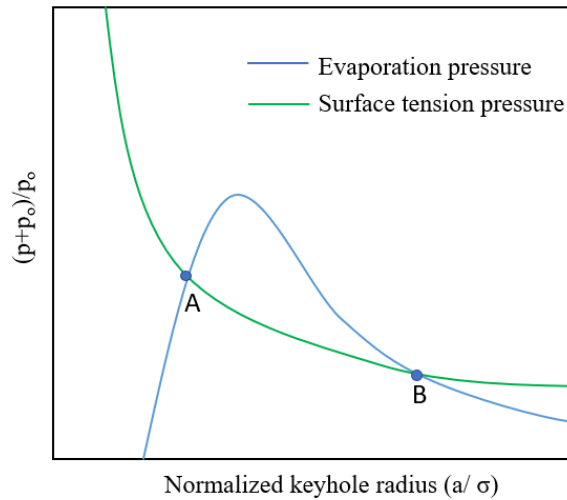 Evaporation pressure
Surface tension pressure
(p+pₒ)/pₒ
A
B
Normalized keyhole radius (a/ σ)